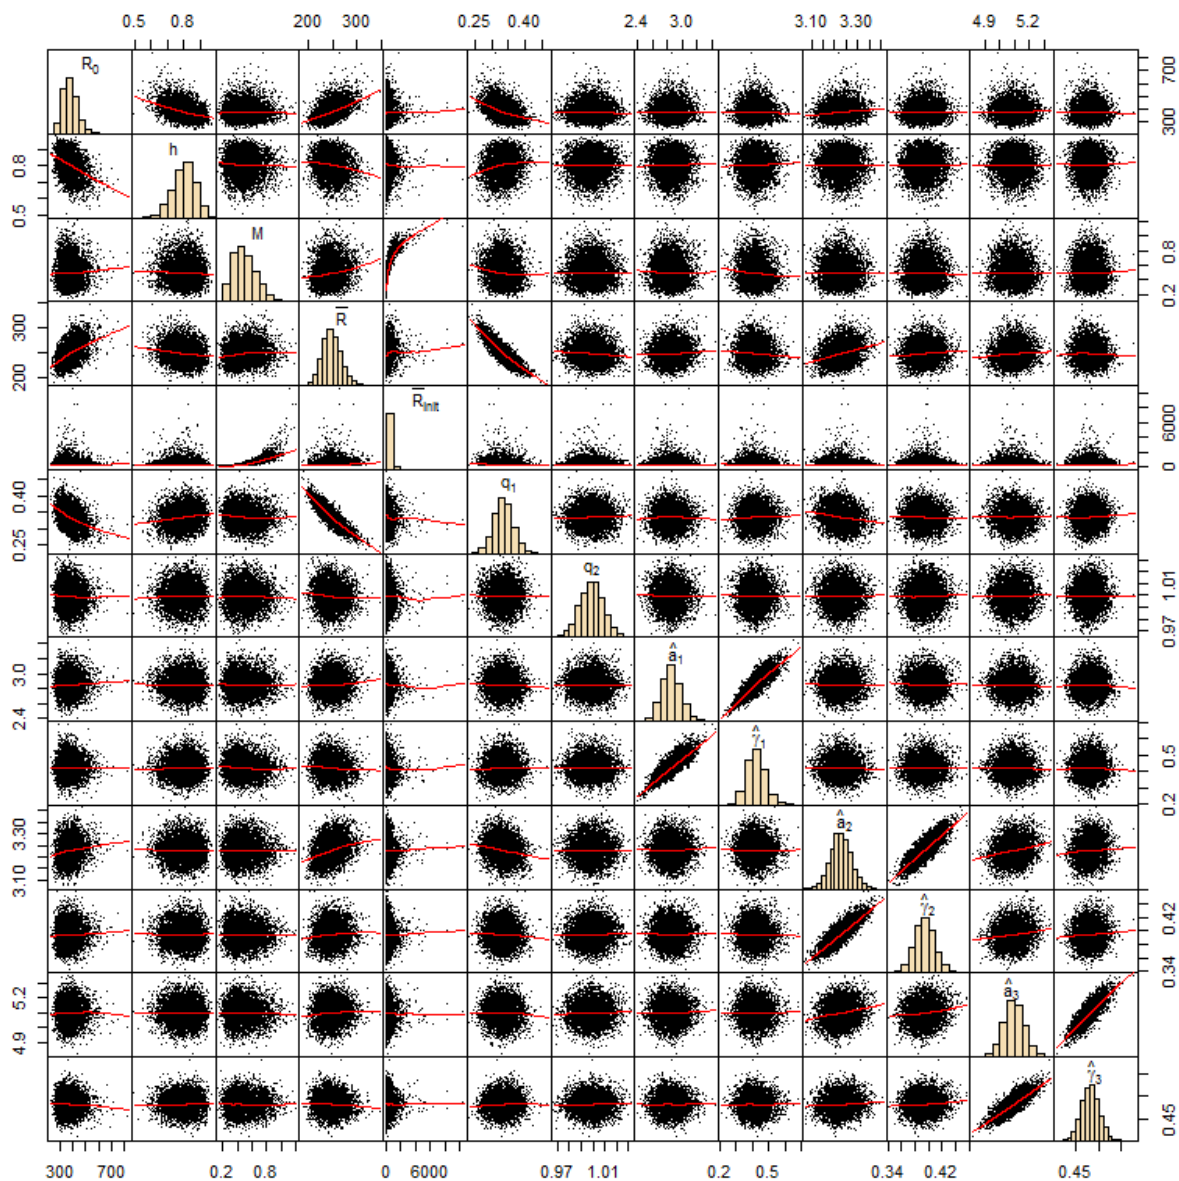 0.5 0.8 200 300 0.25 0.40 2.4 3.0 3.10 3.30 4.9 5.2
R0 300 700
0.5 0.8 h
M 0.2 0.8
200 300 R̅
R̅init 0 6000
0.25 0.40 q1
q2 0.97 1.01
2.4 3.0 â1
γ̂1 0.2 0.5
3.10 3.30 â2
γ̂2 0.34 0.42
4.9 5.2 â3
γ̂3 0.45
300 700 0.2 0.8 0 6000 0.97 1.01 0.2 0.5 0.34 0.42 0.45